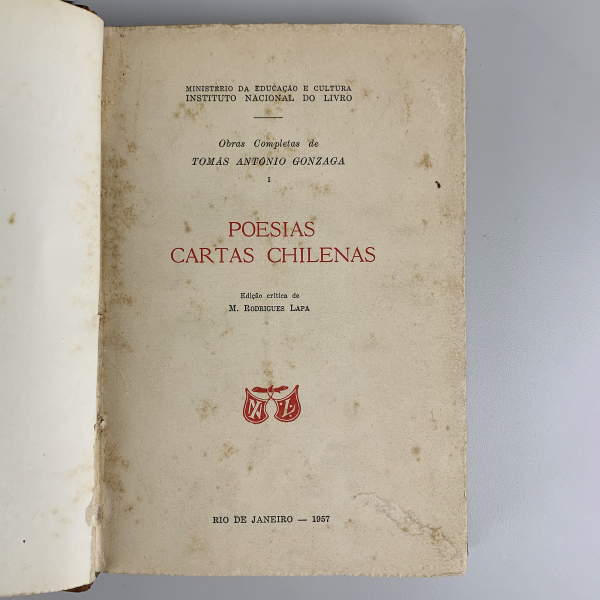 MINISTÉRIO DA EDUCAÇÃO E CULTURA
INSTITUTO NACIONAL DO LIVRO
Obras Completas de
TOMÁS ANTÔNIO GONZAGA
I
POESIAS
CARTAS CHILENAS
Edição crítica de
M. RODRIGUES LAPA
RIO DE JANEIRO — 1957